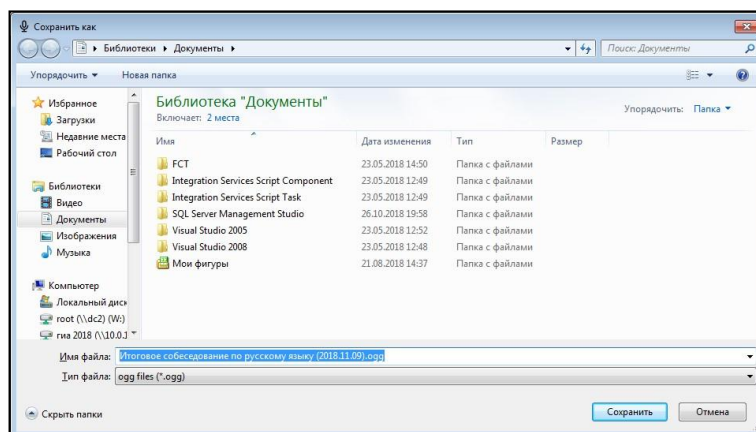 Сохранить как
Библиотеки ▸ Документы ▸
Поиск: Документы
Упорядочить
Новая папка
Избранное
Загрузки
Недавние места
Рабочий стол
Библиотеки
Видео
Документы
Изображения
Музыка
Компьютер
Локальный диск
root (\\dc2) (W:)
гиа 2018 (\\10.0.1
Библиотека "Документы"
Включает: 2 места
Упорядочить: Папка
Имя Дата изменения Тип Размер
FCT 23.05.2018 14:50 Папка с файлами
Integration Services Script Component 23.05.2018 12:49 Папка с файлами
Integration Services Script Task 23.05.2018 12:49 Папка с файлами
SQL Server Management Studio 26.10.2018 19:58 Папка с файлами
Visual Studio 2005 23.05.2018 12:52 Папка с файлами
Visual Studio 2008 23.05.2018 12:48 Папка с файлами
Мои фигуры 21.08.2018 14:37 Папка с файлами
Имя файла: Итоговое собеседование по русскому языку (2018.11.09).ogg
Тип файла: ogg files (*.ogg)
Скрыть папки
Сохранить
Отмена